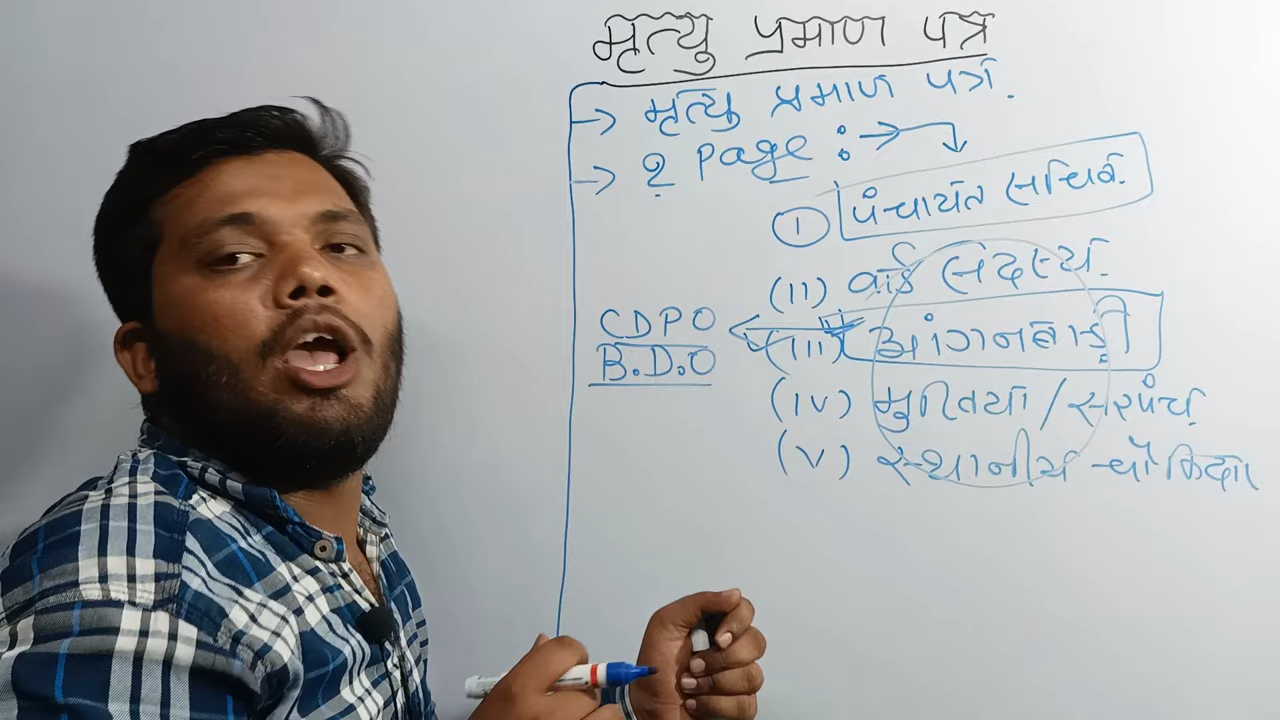 मृत्यु प्रमाण पत्र
→ मृत्यु प्रमाण पत्र.
→ २ Page :→
① पंचायत सचिव.
(II) वार्ड सदस्य.
(III) आंगनबाड़ी
CDPO
B.D.O
(IV) मुखिया / सरपंच
(V) स्थानीय चौकिदार